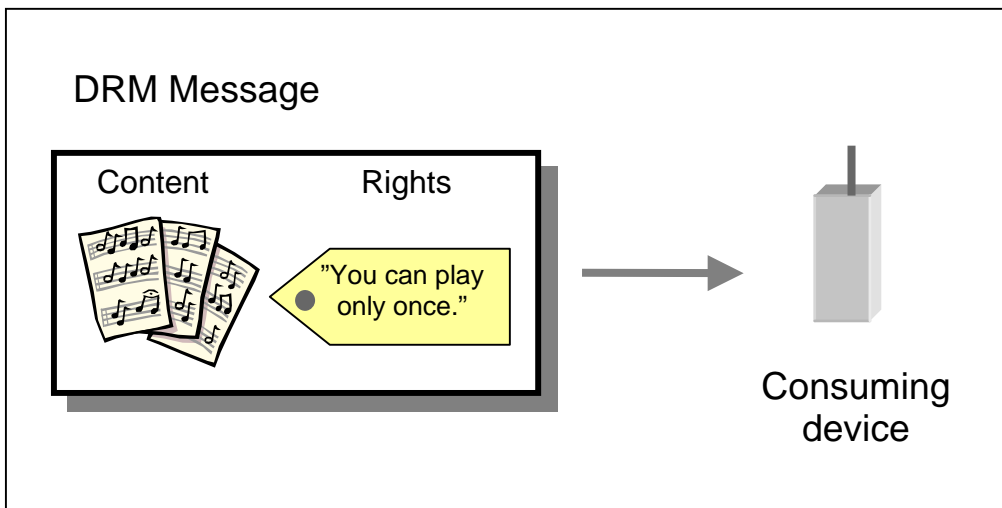 DRM Message
Content
Rights
”You can play
only once.”
Consuming
device